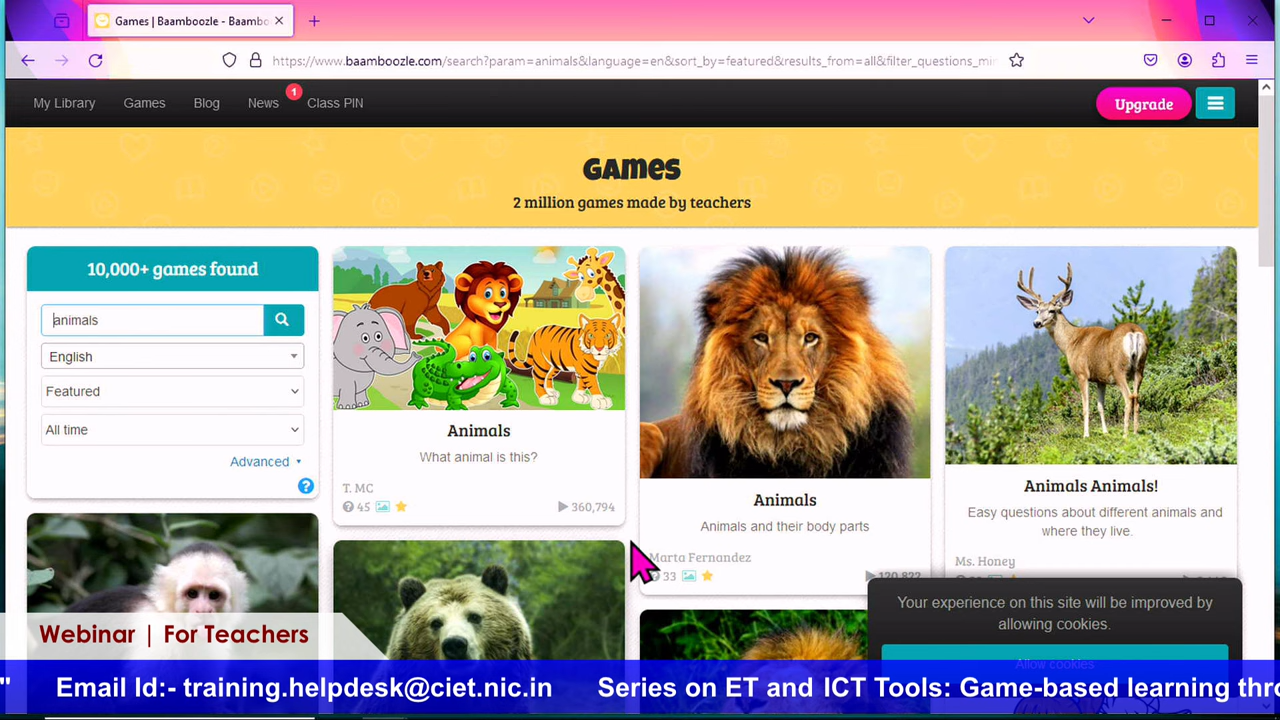 Games | Baamboozle - Baambo
https://www.baamboozle.com/search?param=animals&language=en&sort_by=featured&results_from=all&filter_questions_mi
My Library Games Blog News 1 Class PIN Upgrade
Games
2 million games made by teachers
10,000+ games found
animals
English
Featured
All time
Advanced
?
Animals
What animal is this?
T. MC
45 360,794
Animals
Animals and their body parts
Marta Fernandez
33 120,822
Animals Animals!
Easy questions about different animals and
where they live.
Ms. Honey
Your experience on this site will be improved by
allowing cookies.
Allow cookies
Webinar | For Teachers
" Email Id:- training.helpdesk@ciet.nic.in Series on ET and ICT Tools: Game-based learning thr